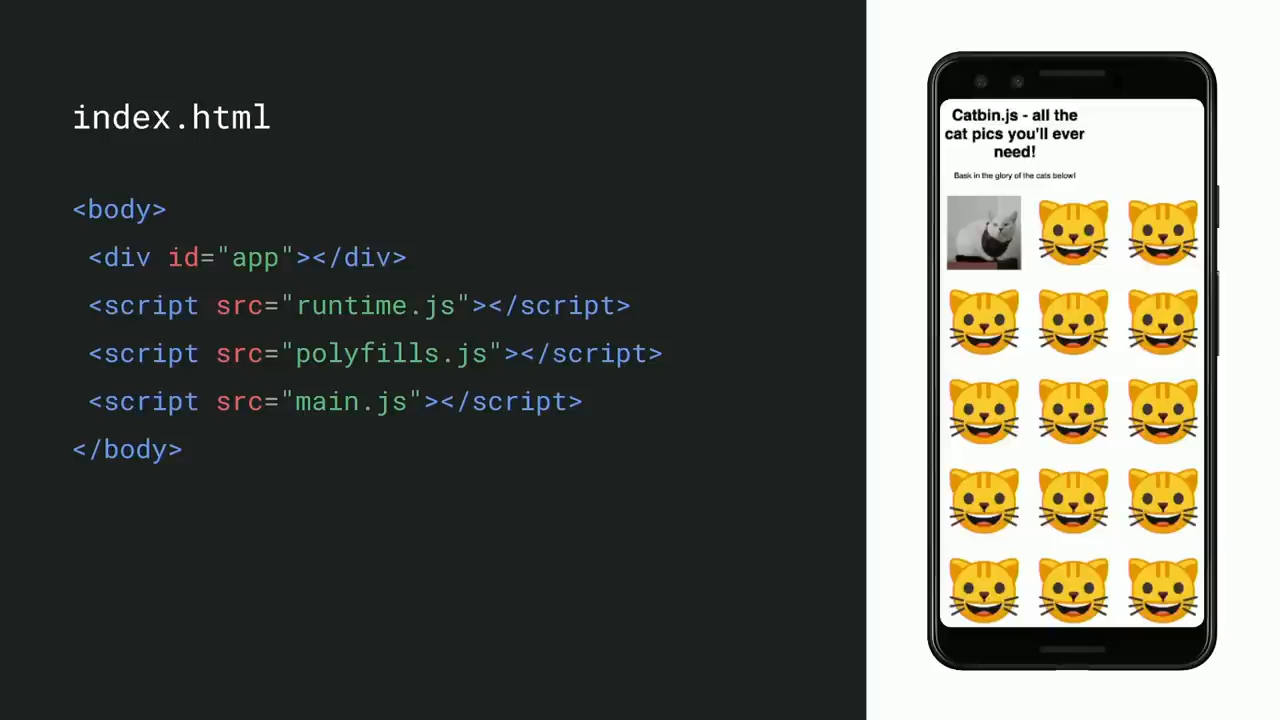 index.html
<body>
<div id="app"></div>
<script src="runtime.js"></script>
<script src="polyfills.js"></script>
<script src="main.js"></script>
</body>
Catbin.js - all the
cat pics you'll ever
need!
Bask in the glory of the cats below!